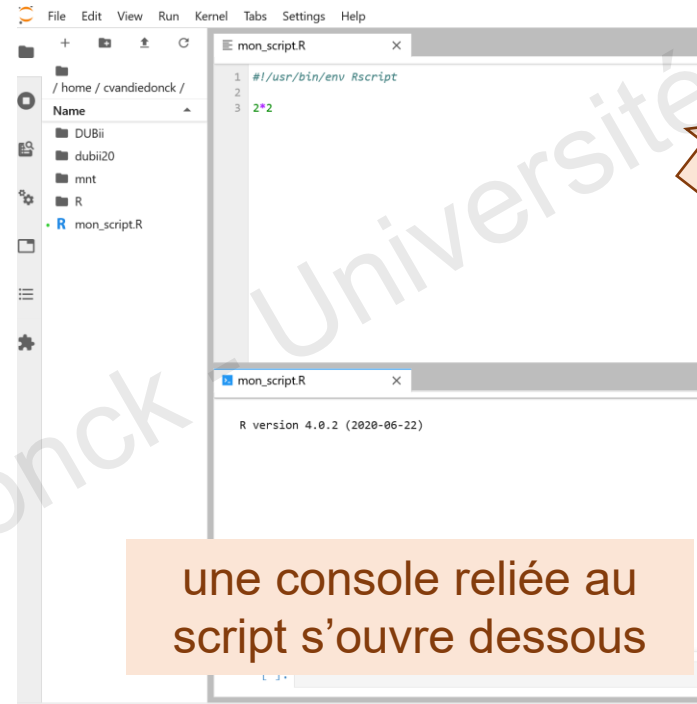 File Edit View Run Kernel Tabs Settings Help
mon_script.R
/ home / cvandiedonck /
Name
DUBii
dubii20
mnt
R
mon_script.R
1 #!/usr/bin/env Rscript
2
3 2*2
mon_script.R
R version 4.0.2 (2020-06-22)
une console reliée au
script s’ouvre dessous
[ ]:
onck - Université